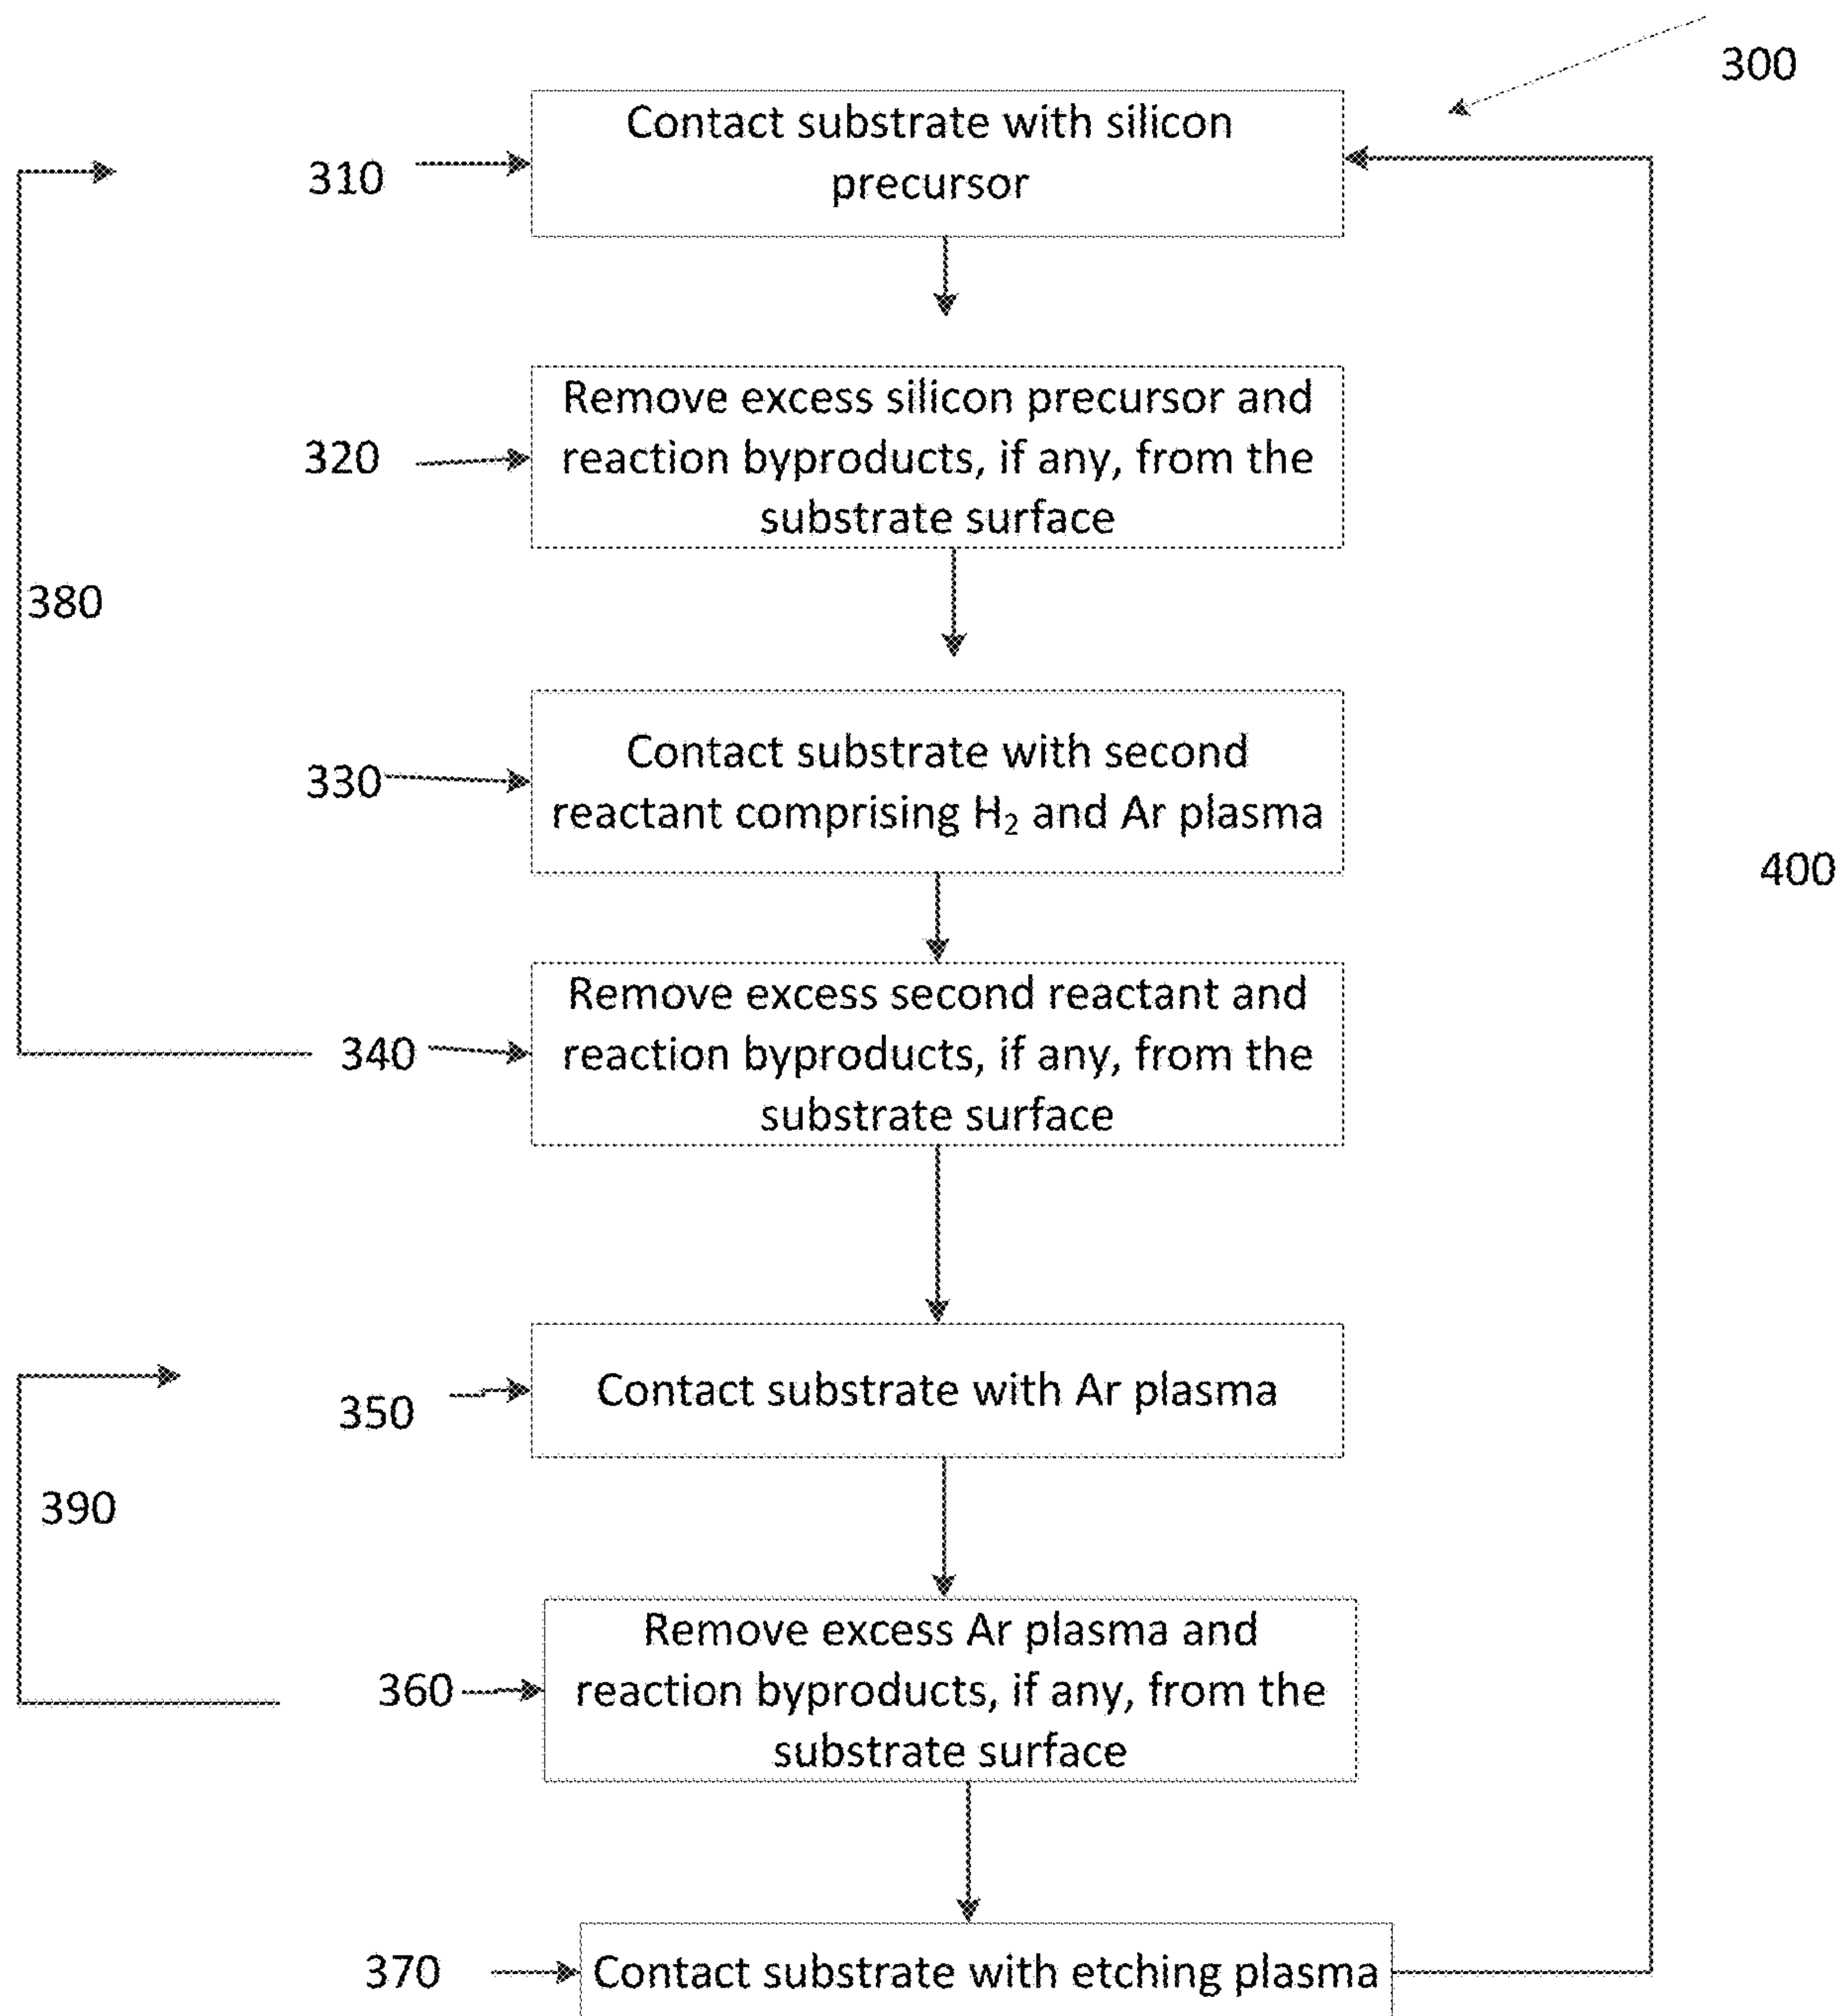 300
Contact substrate with silicon
precursor
310
Remove excess silicon precursor and
reaction byproducts, if any, from the
substrate surface
320
380
Contact substrate with second
reactant comprising H₂ and Ar plasma
330
400
Remove excess second reactant and
reaction byproducts, if any, from the
substrate surface
340
Contact substrate with Ar plasma
350
390
Remove excess Ar plasma and
reaction byproducts, if any, from the
substrate surface
360
Contact substrate with etching plasma
370